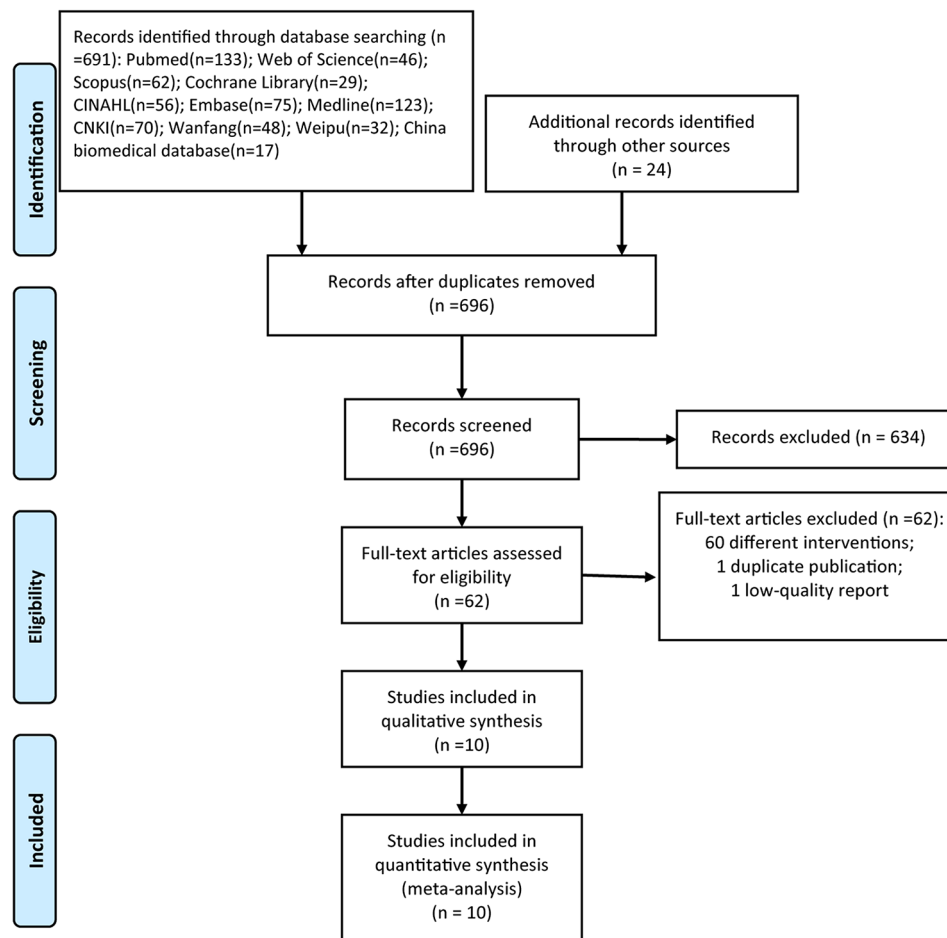 Identification
Records identified through database searching (n
=691): Pubmed(n=133); Web of Science(n=46);
Scopus(n=62); Cochrane Library(n=29);
CINAHL(n=56); Embase(n=75); Medline(n=123);
CNKI(n=70); Wanfang(n=48); Weipu(n=32); China
biomedical database(n=17)
Additional records identified
through other sources
(n = 24)
Records after duplicates removed
(n =696)
Screening
Records screened
(n =696)
Records excluded (n = 634)
Eligibility
Full-text articles assessed
for eligibility
(n =62)
Full-text articles excluded (n =62):
60 different interventions;
1 duplicate publication;
1 low-quality report
Studies included in
qualitative synthesis
(n =10)
Included
Studies included in
quantitative synthesis
(meta-analysis)
(n = 10)